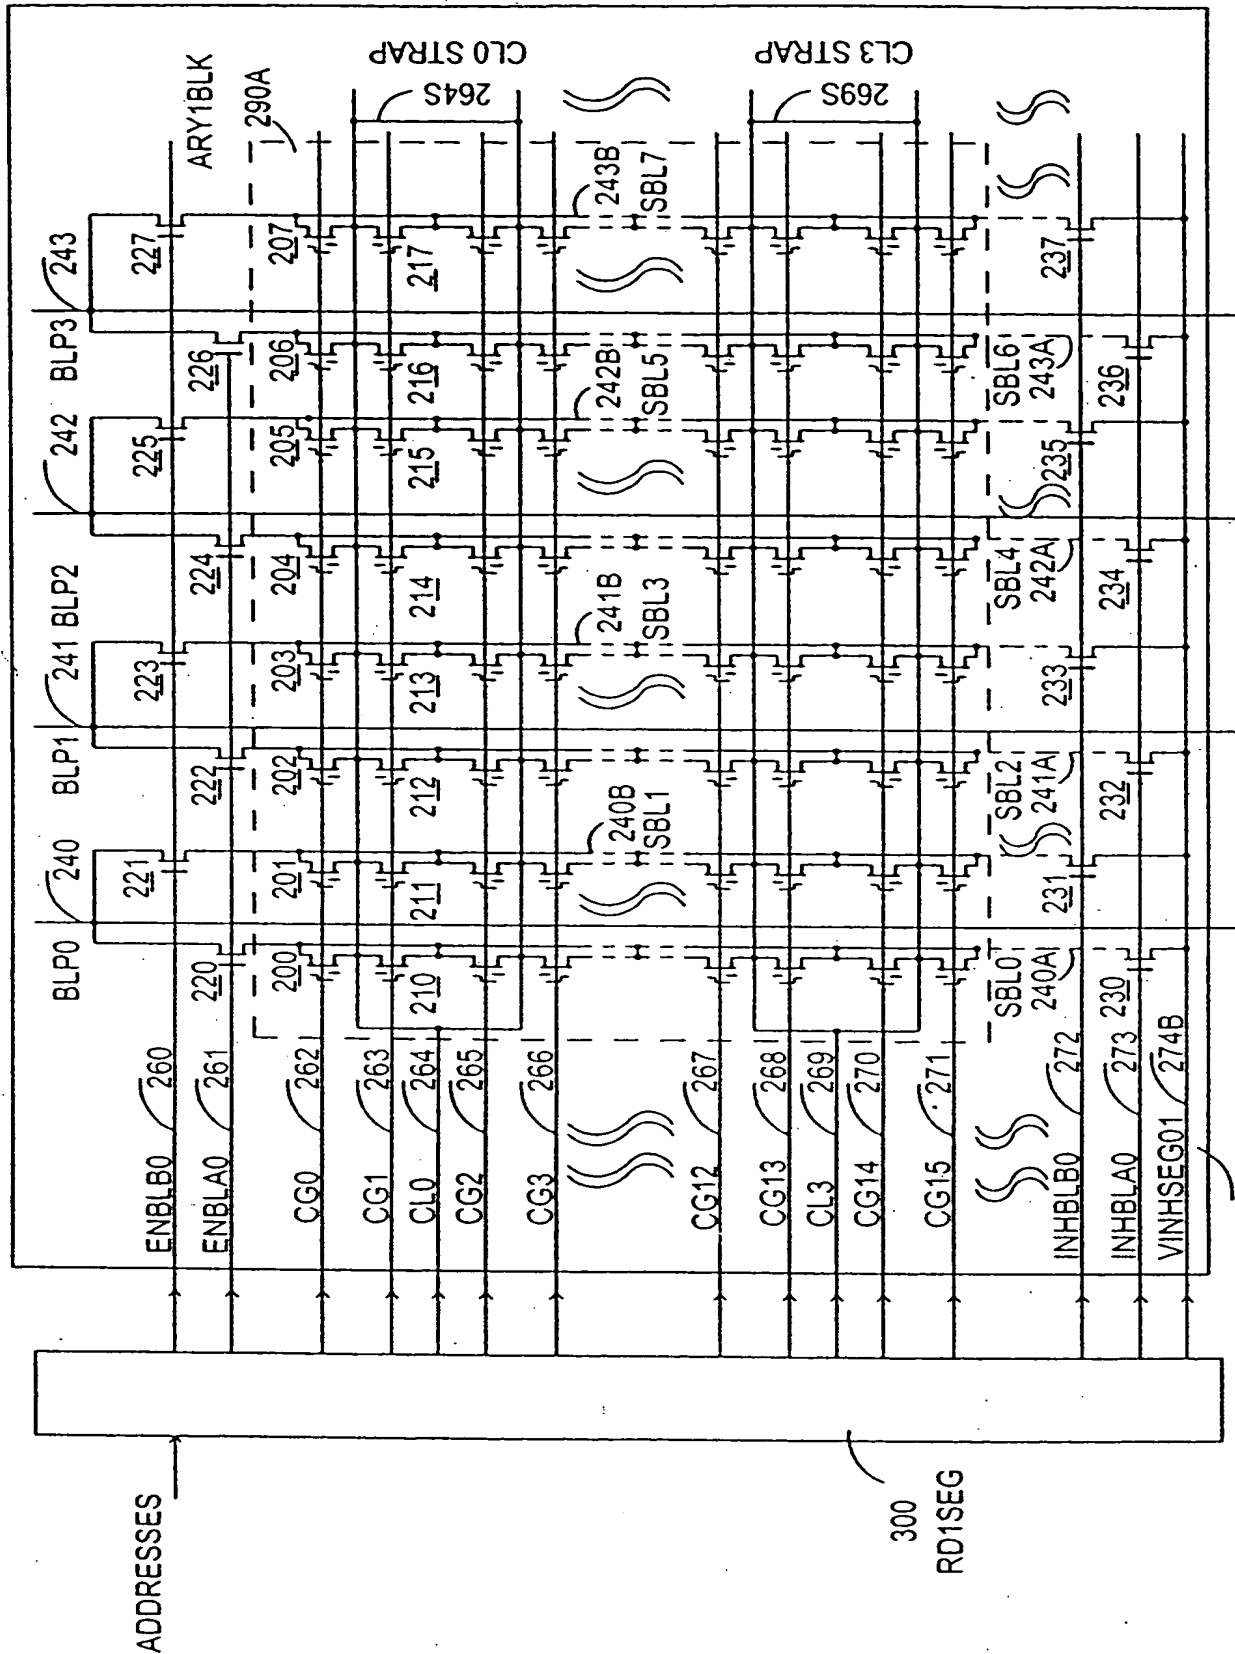 ADDRESSES
300
RD1SEG
ARY1BLK
290A
BLP0 240
BLP1 241
BLP2 242
BLP3 243
ENBLB0 260
221 223 225 227
ENBLA0 261
220 222 224 226
CG0 262
200 201 202 203 204 205 206 207
CG1 263
CL0 264
210 211 212 213 214 215 216 217
CG2 265
CG3 266
264S
CL0 STRAP
240B
SBL1
241B
SBL3
242B
SBL5
243B
SBL7
CG12 267
CG13 268
CL3 269
CG14 270
CG15 271
269S
CL3 STRAP
SBL0
240A
SBL2
241A
SBL4
242A
SBL6
243A
INHBLB0 272
231 233 235 237
INHBLA0 273
230 232 234 236
VINHSEG01 274B